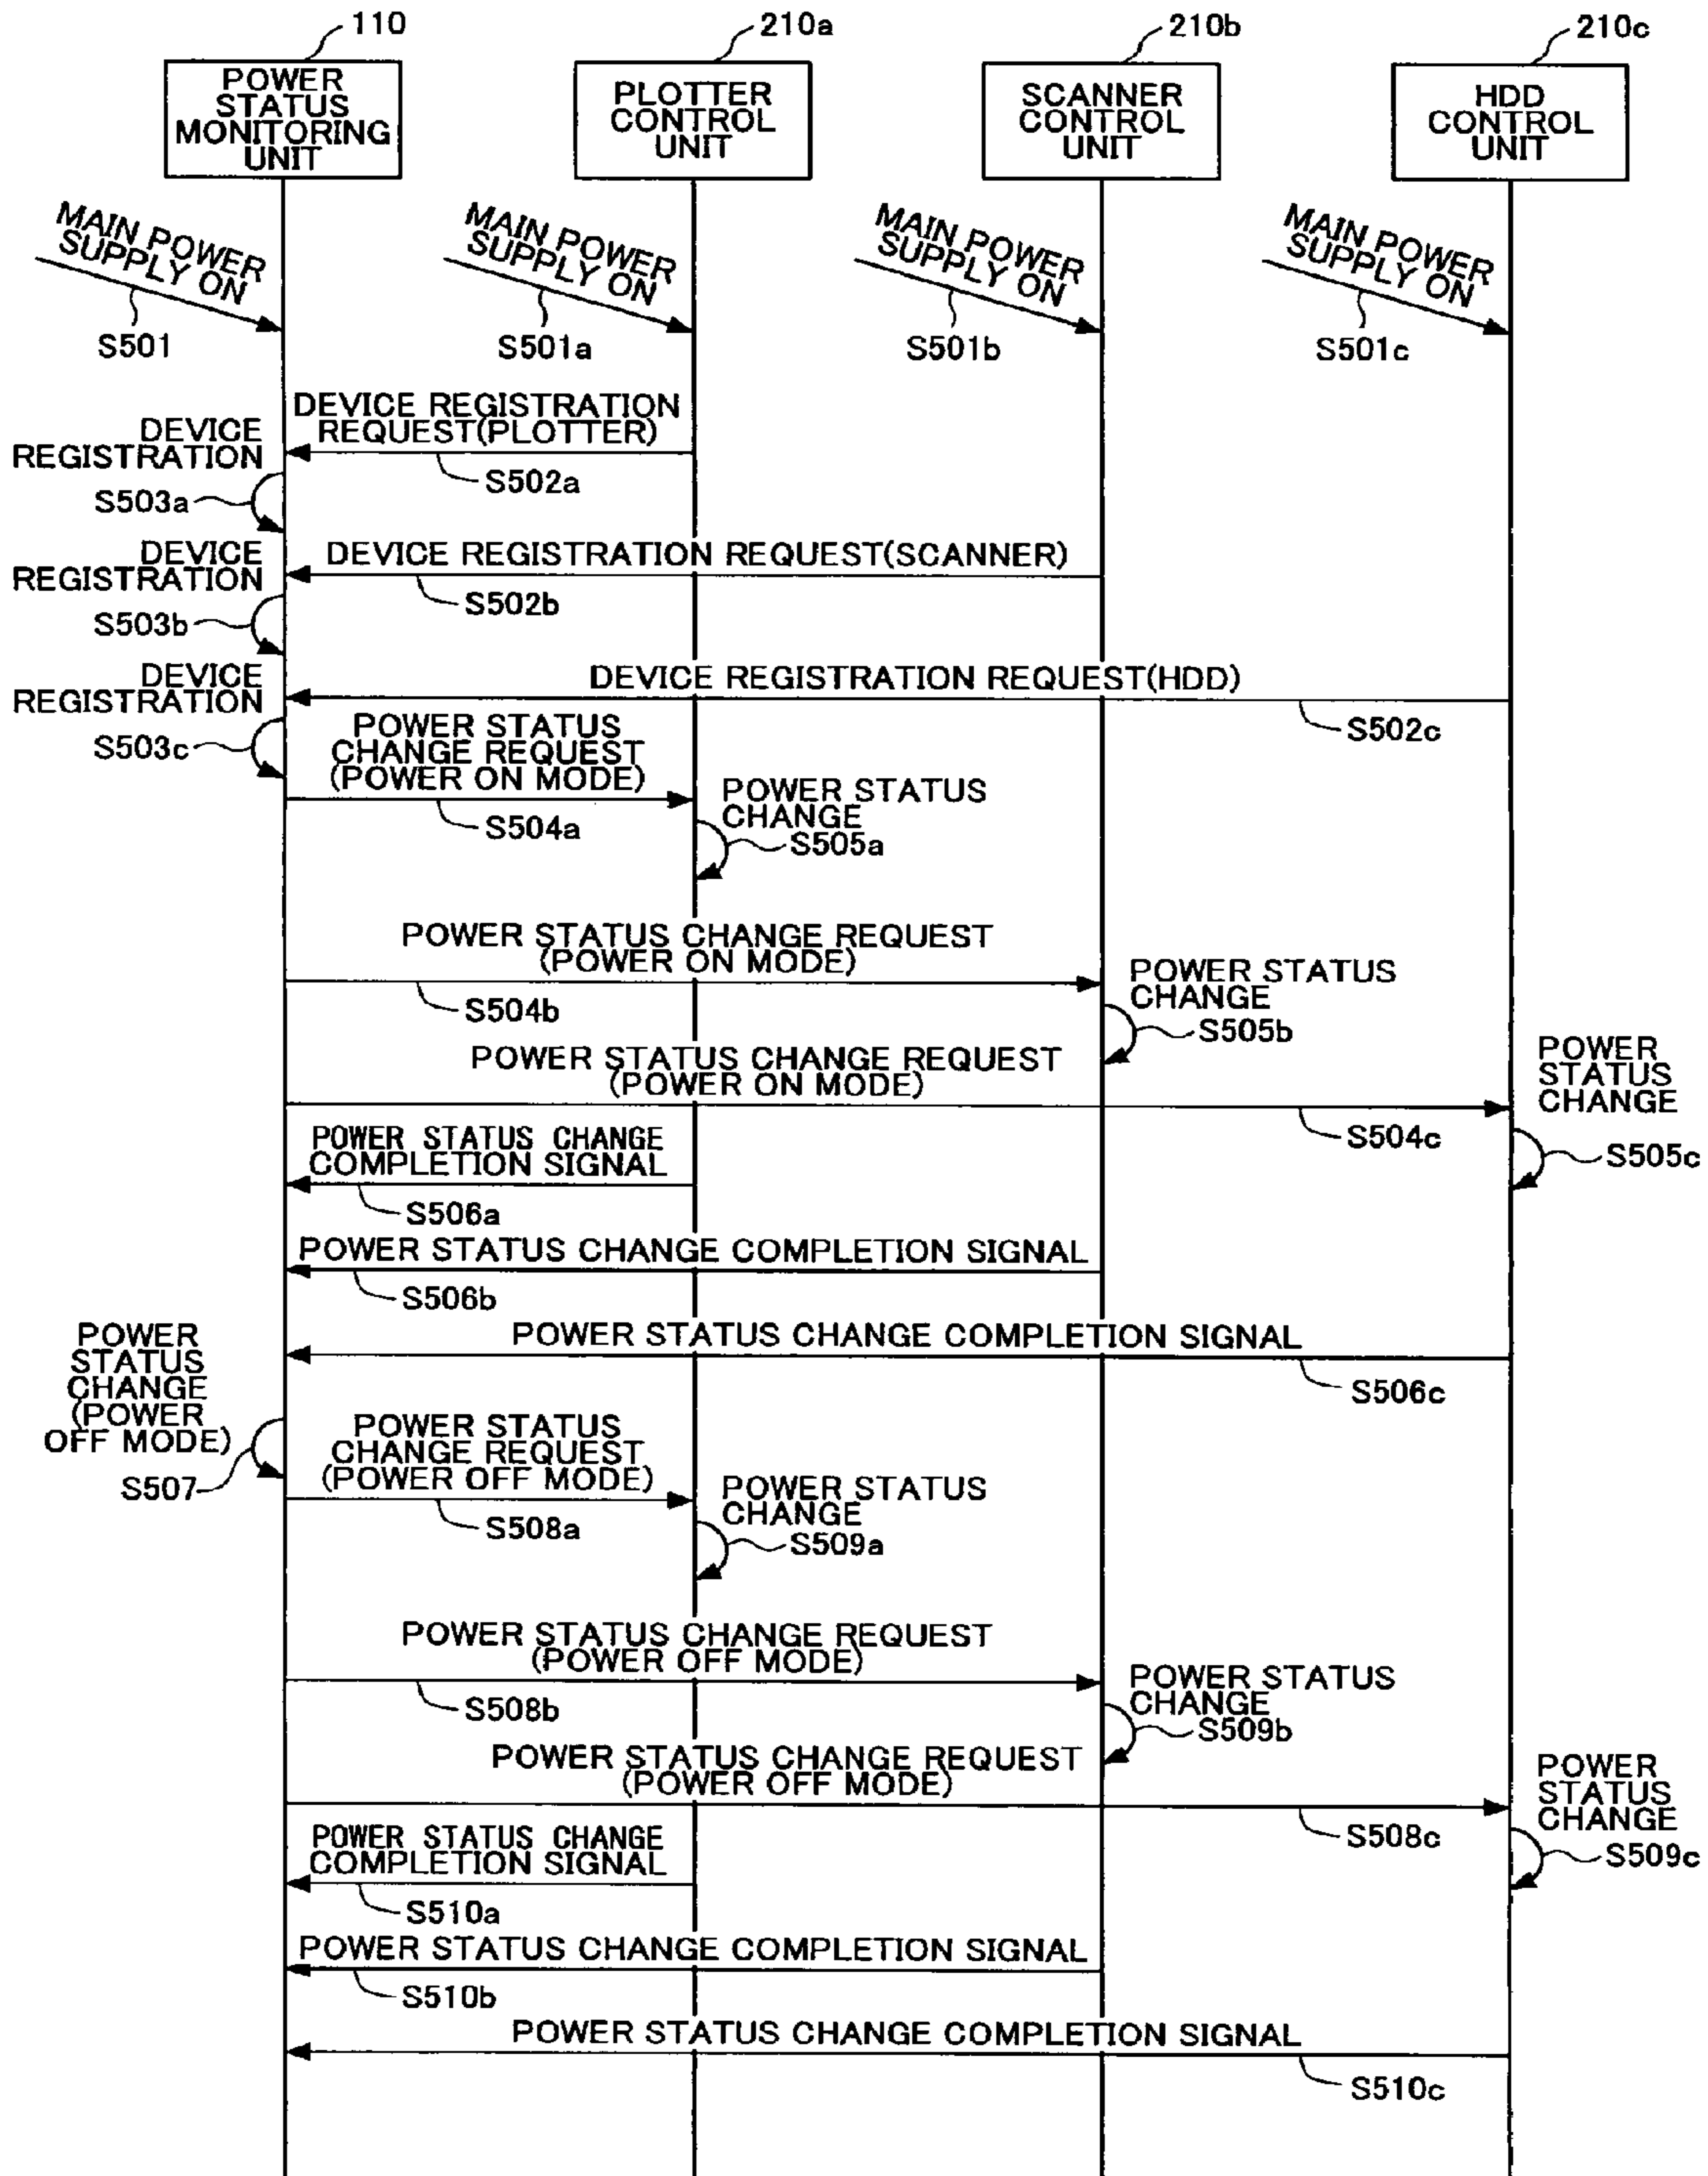 110
210a
210b
210c
POWER
STATUS
MONITORING
UNIT
PLOTTER
CONTROL
UNIT
SCANNER
CONTROL
UNIT
HDD
CONTROL
UNIT
MAIN POWER
SUPPLY ON
S501
MAIN POWER
SUPPLY ON
S501a
MAIN POWER
SUPPLY ON
S501b
MAIN POWER
SUPPLY ON
S501c
DEVICE REGISTRATION
REQUEST(PLOTTER)
S502a
DEVICE
REGISTRATION
S503a
DEVICE REGISTRATION REQUEST(SCANNER)
S502b
DEVICE
REGISTRATION
S503b
DEVICE REGISTRATION REQUEST(HDD)
S502c
DEVICE
REGISTRATION
S503c
POWER STATUS
CHANGE REQUEST
(POWER ON MODE)
S504a
POWER STATUS
CHANGE
S505a
POWER STATUS CHANGE REQUEST
(POWER ON MODE)
S504b
POWER STATUS
CHANGE
S505b
POWER STATUS CHANGE REQUEST
(POWER ON MODE)
S504c
POWER
STATUS
CHANGE
S505c
POWER STATUS CHANGE
COMPLETION SIGNAL
S506a
POWER STATUS CHANGE COMPLETION SIGNAL
S506b
POWER STATUS CHANGE COMPLETION SIGNAL
S506c
POWER
STATUS
CHANGE
(POWER
OFF MODE)
S507
POWER STATUS
CHANGE REQUEST
(POWER OFF MODE)
S508a
POWER STATUS
CHANGE
S509a
POWER STATUS CHANGE REQUEST
(POWER OFF MODE)
S508b
POWER STATUS
CHANGE
S509b
POWER STATUS CHANGE REQUEST
(POWER OFF MODE)
S508c
POWER
STATUS
CHANGE
S509c
POWER STATUS CHANGE
COMPLETION SIGNAL
S510a
POWER STATUS CHANGE COMPLETION SIGNAL
S510b
POWER STATUS CHANGE COMPLETION SIGNAL
S510c